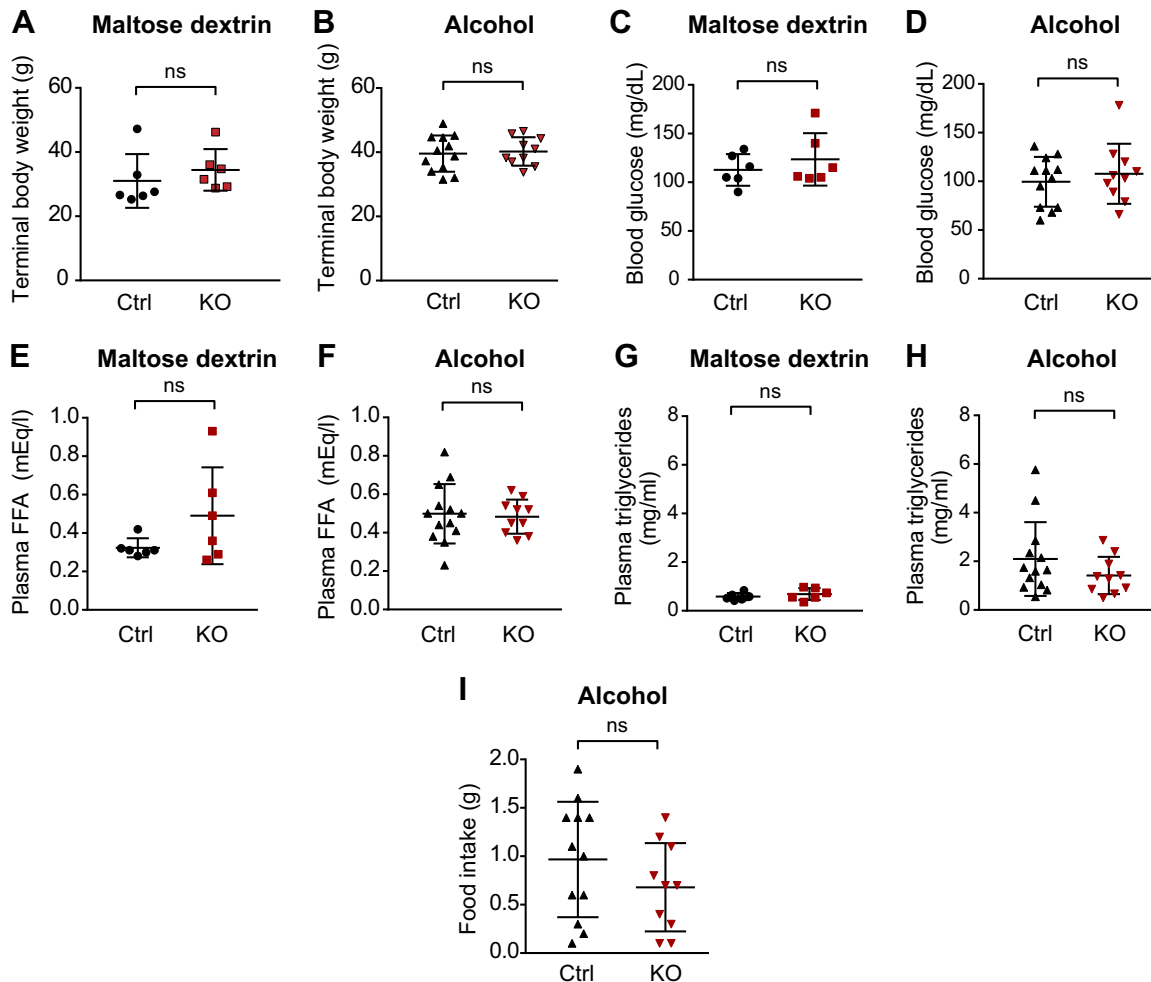 A Maltose dextrin
Terminal body weight (g)
ns
60
40
20
0
Ctrl KO
B Alcohol
Terminal body weight (g)
ns
60
40
20
0
Ctrl KO
C Maltose dextrin
Blood glucose (mg/dL)
ns
200
150
100
50
0
Ctrl KO
D Alcohol
Blood glucose (mg/dL)
ns
200
150
100
50
0
Ctrl KO
E Maltose dextrin
Plasma FFA (mEq/l)
ns
1.0
0.8
0.6
0.4
0.2
0.0
Ctrl KO
F Alcohol
Plasma FFA (mEq/l)
ns
1.0
0.8
0.6
0.4
0.2
0.0
Ctrl KO
G Maltose dextrin
Plasma triglycerides
(mg/ml)
ns
8
6
4
2
0
Ctrl KO
H Alcohol
Plasma triglycerides
(mg/ml)
ns
8
6
4
2
0
Ctrl KO
I Alcohol
Food intake (g)
ns
2.0
1.5
1.0
0.5
0.0
Ctrl KO